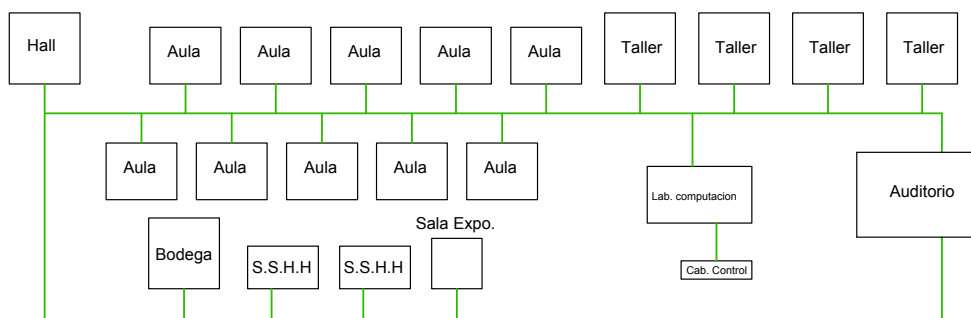 Hall
Aula
Aula
Aula
Aula
Aula
Taller
Taller
Taller
Taller
Aula
Aula
Aula
Aula
Aula
Lab. computacion
Auditorio
Sala Expo.
Bodega
S.S.H.H
S.S.H.H
Cab. Control